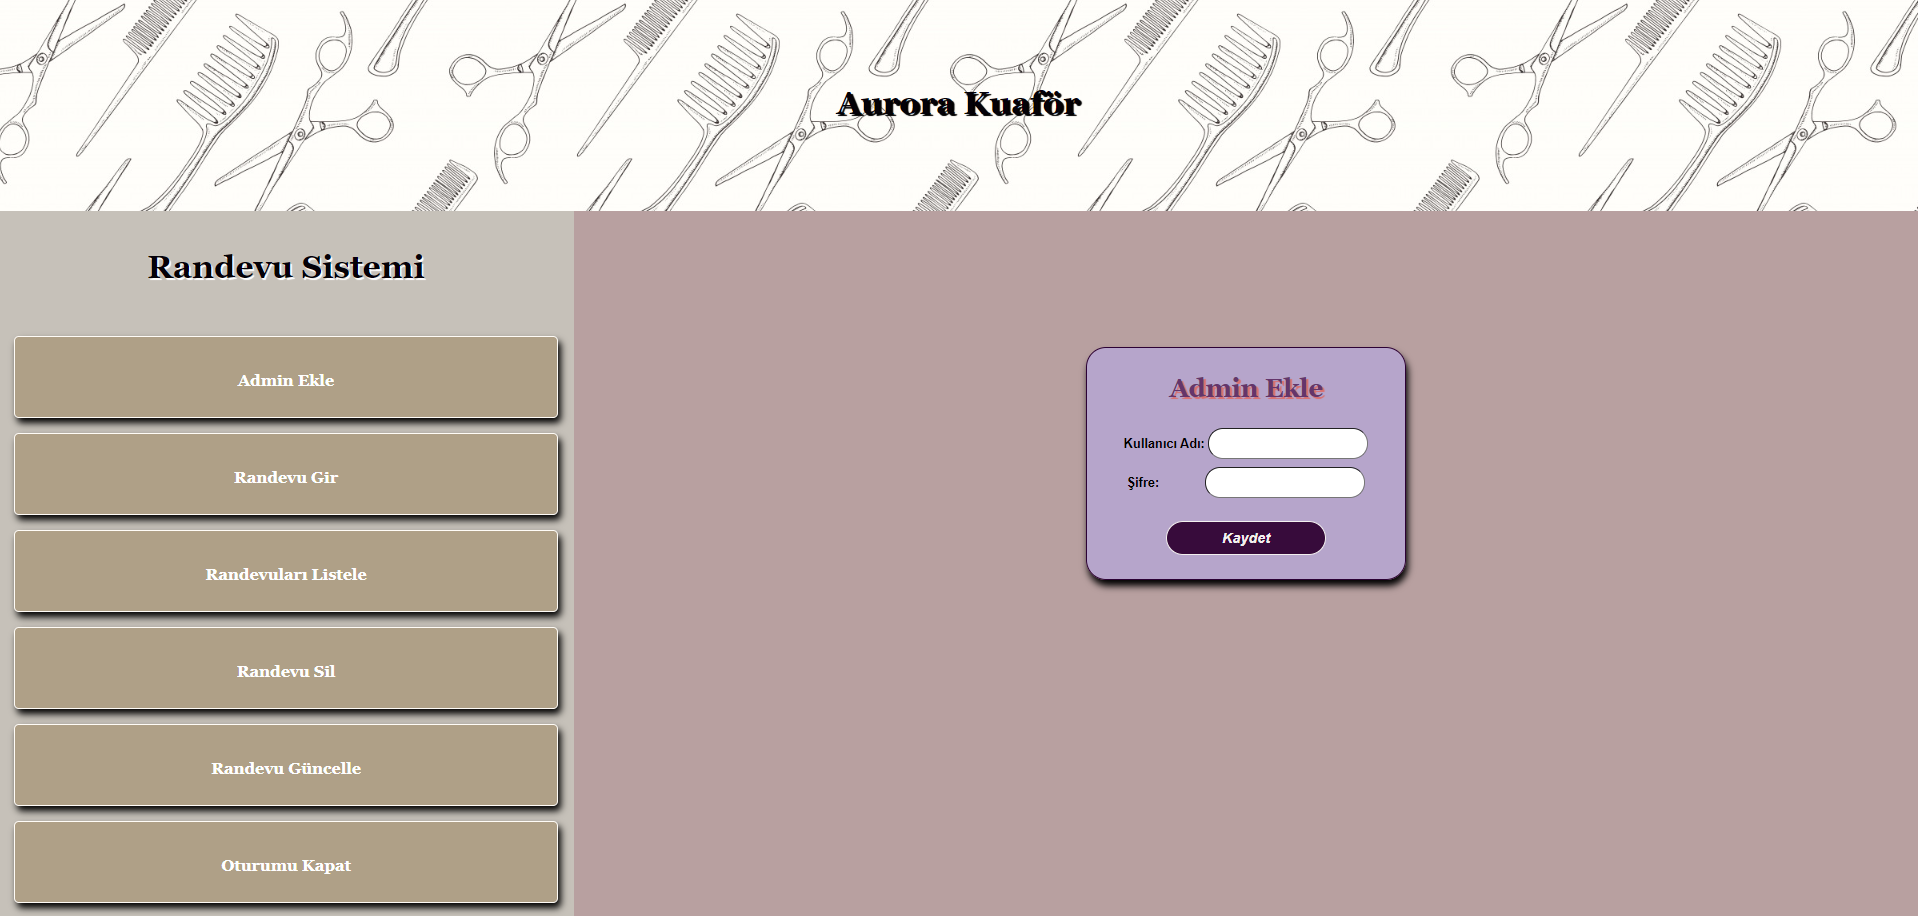 Aurora Kuaför
Randevu Sistemi
Admin Ekle
Randevu Gir
Randevuları Listele
Randevu Sil
Randevu Güncelle
Oturumu Kapat
Admin Ekle
Kullanıcı Adı:
Şifre:
Kaydet